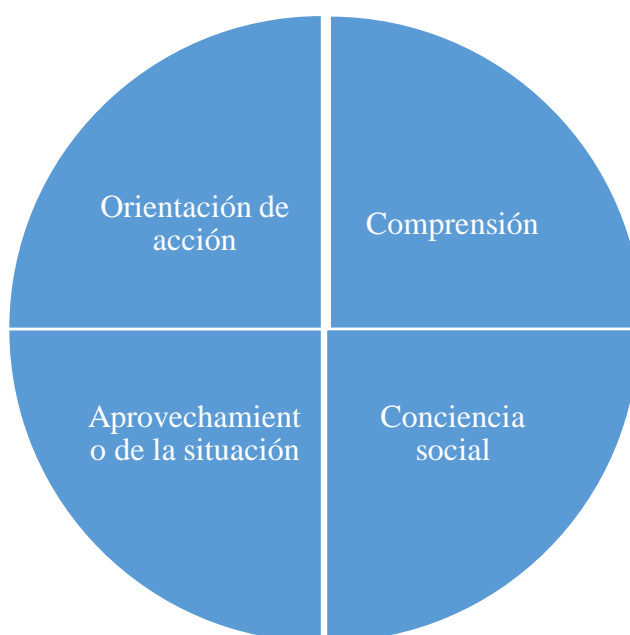 Orientación de
acción
Comprensión
Aprovechamient
o de la situación
Conciencia
social